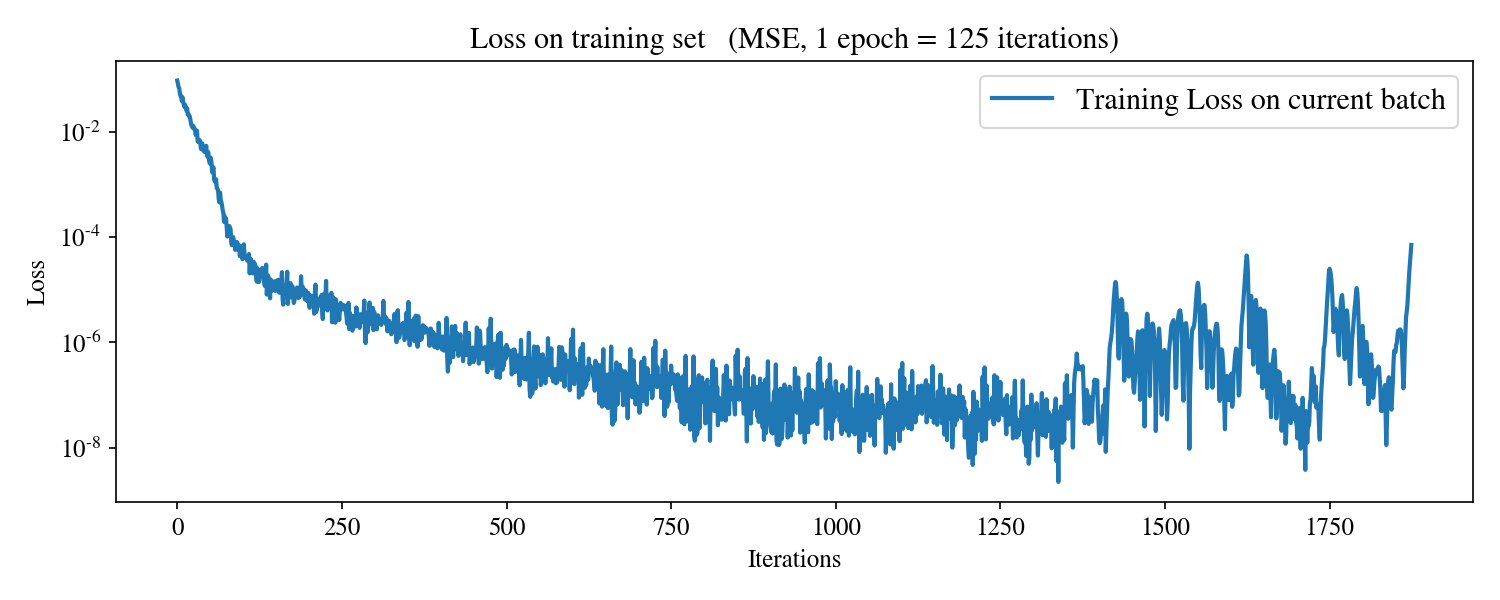 Loss on training set (MSE, 1 epoch = 125 iterations)
Training Loss on current batch
Loss
10⁻²
10⁻⁴
10⁻⁶
10⁻⁸
0 250 500 750 1000 1250 1500 1750
Iterations